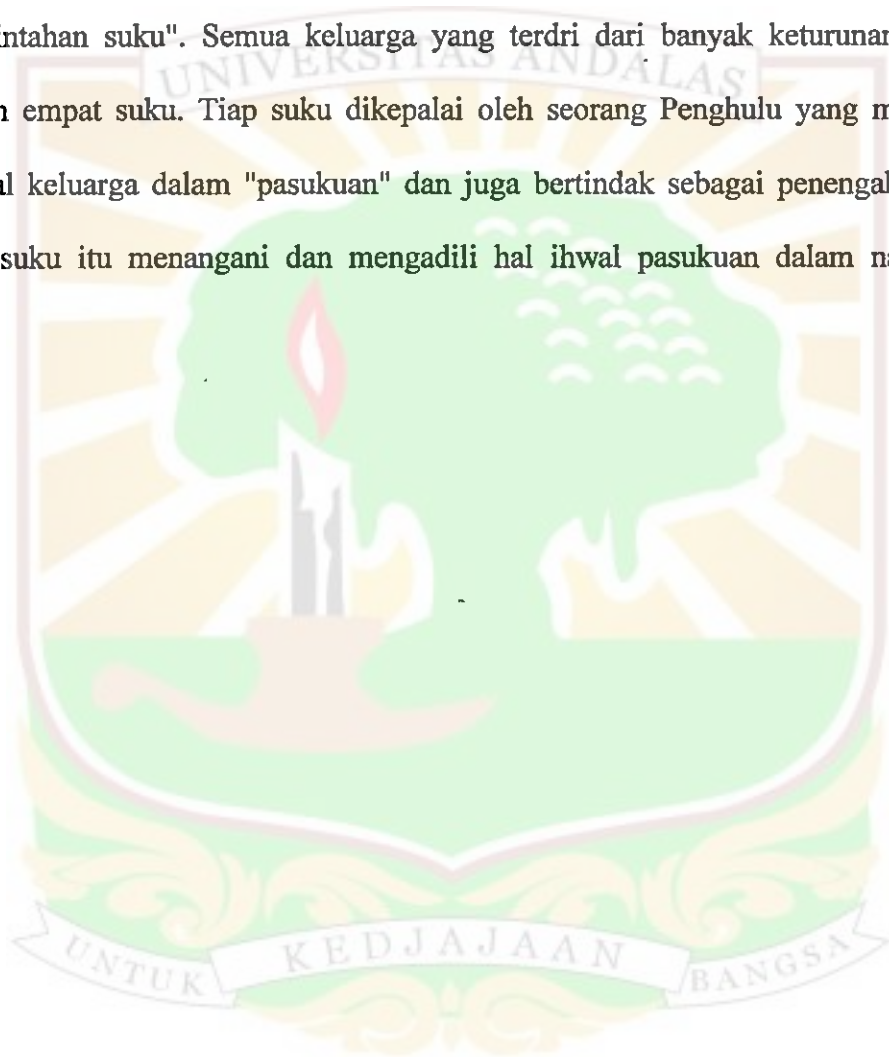 intahan suku". Semua keluarga yang terdri dari banyak keturunan
empat suku. Tiap suku dikepalai oleh seorang Penghulu yang
keluarga dalam "pasukuan" dan juga bertindak sebagai
suku itu menangani dan mengadili hal ihwal pasukuan dalam
UNIVERSITAS ANDALAS
UNTUK KEDJAJAAN BANGSA